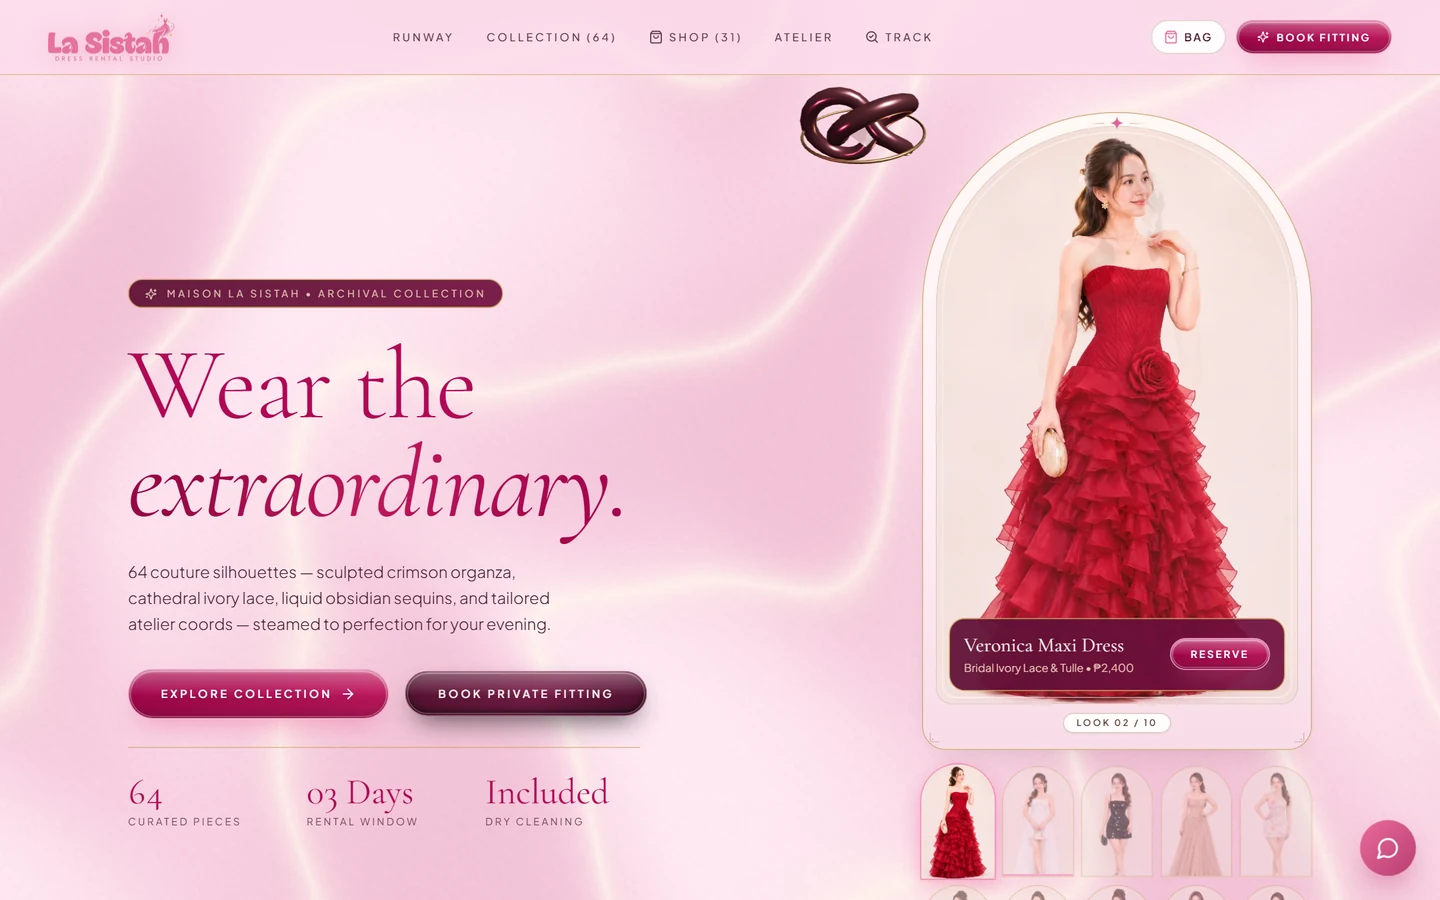 La Sistah
DRESS RENTAL STUDIO
RUNWAY
COLLECTION (64)
SHOP (31)
ATELIER
TRACK
BAG
BOOK FITTING
MAISON LA SISTAH • ARCHIVAL COLLECTION
Wear the
extraordinary.
64 couture silhouettes — sculpted crimson organza,
cathedral ivory lace, liquid obsidian sequins, and tailored
atelier coords — steamed to perfection for your evening.
EXPLORE COLLECTION →
BOOK PRIVATE FITTING
64
CURATED PIECES
03 Days
RENTAL WINDOW
Included
DRY CLEANING
Veronica Maxi Dress
Bridal Ivory Lace & Tulle • ₱2,400
RESERVE
LOOK 02 / 10